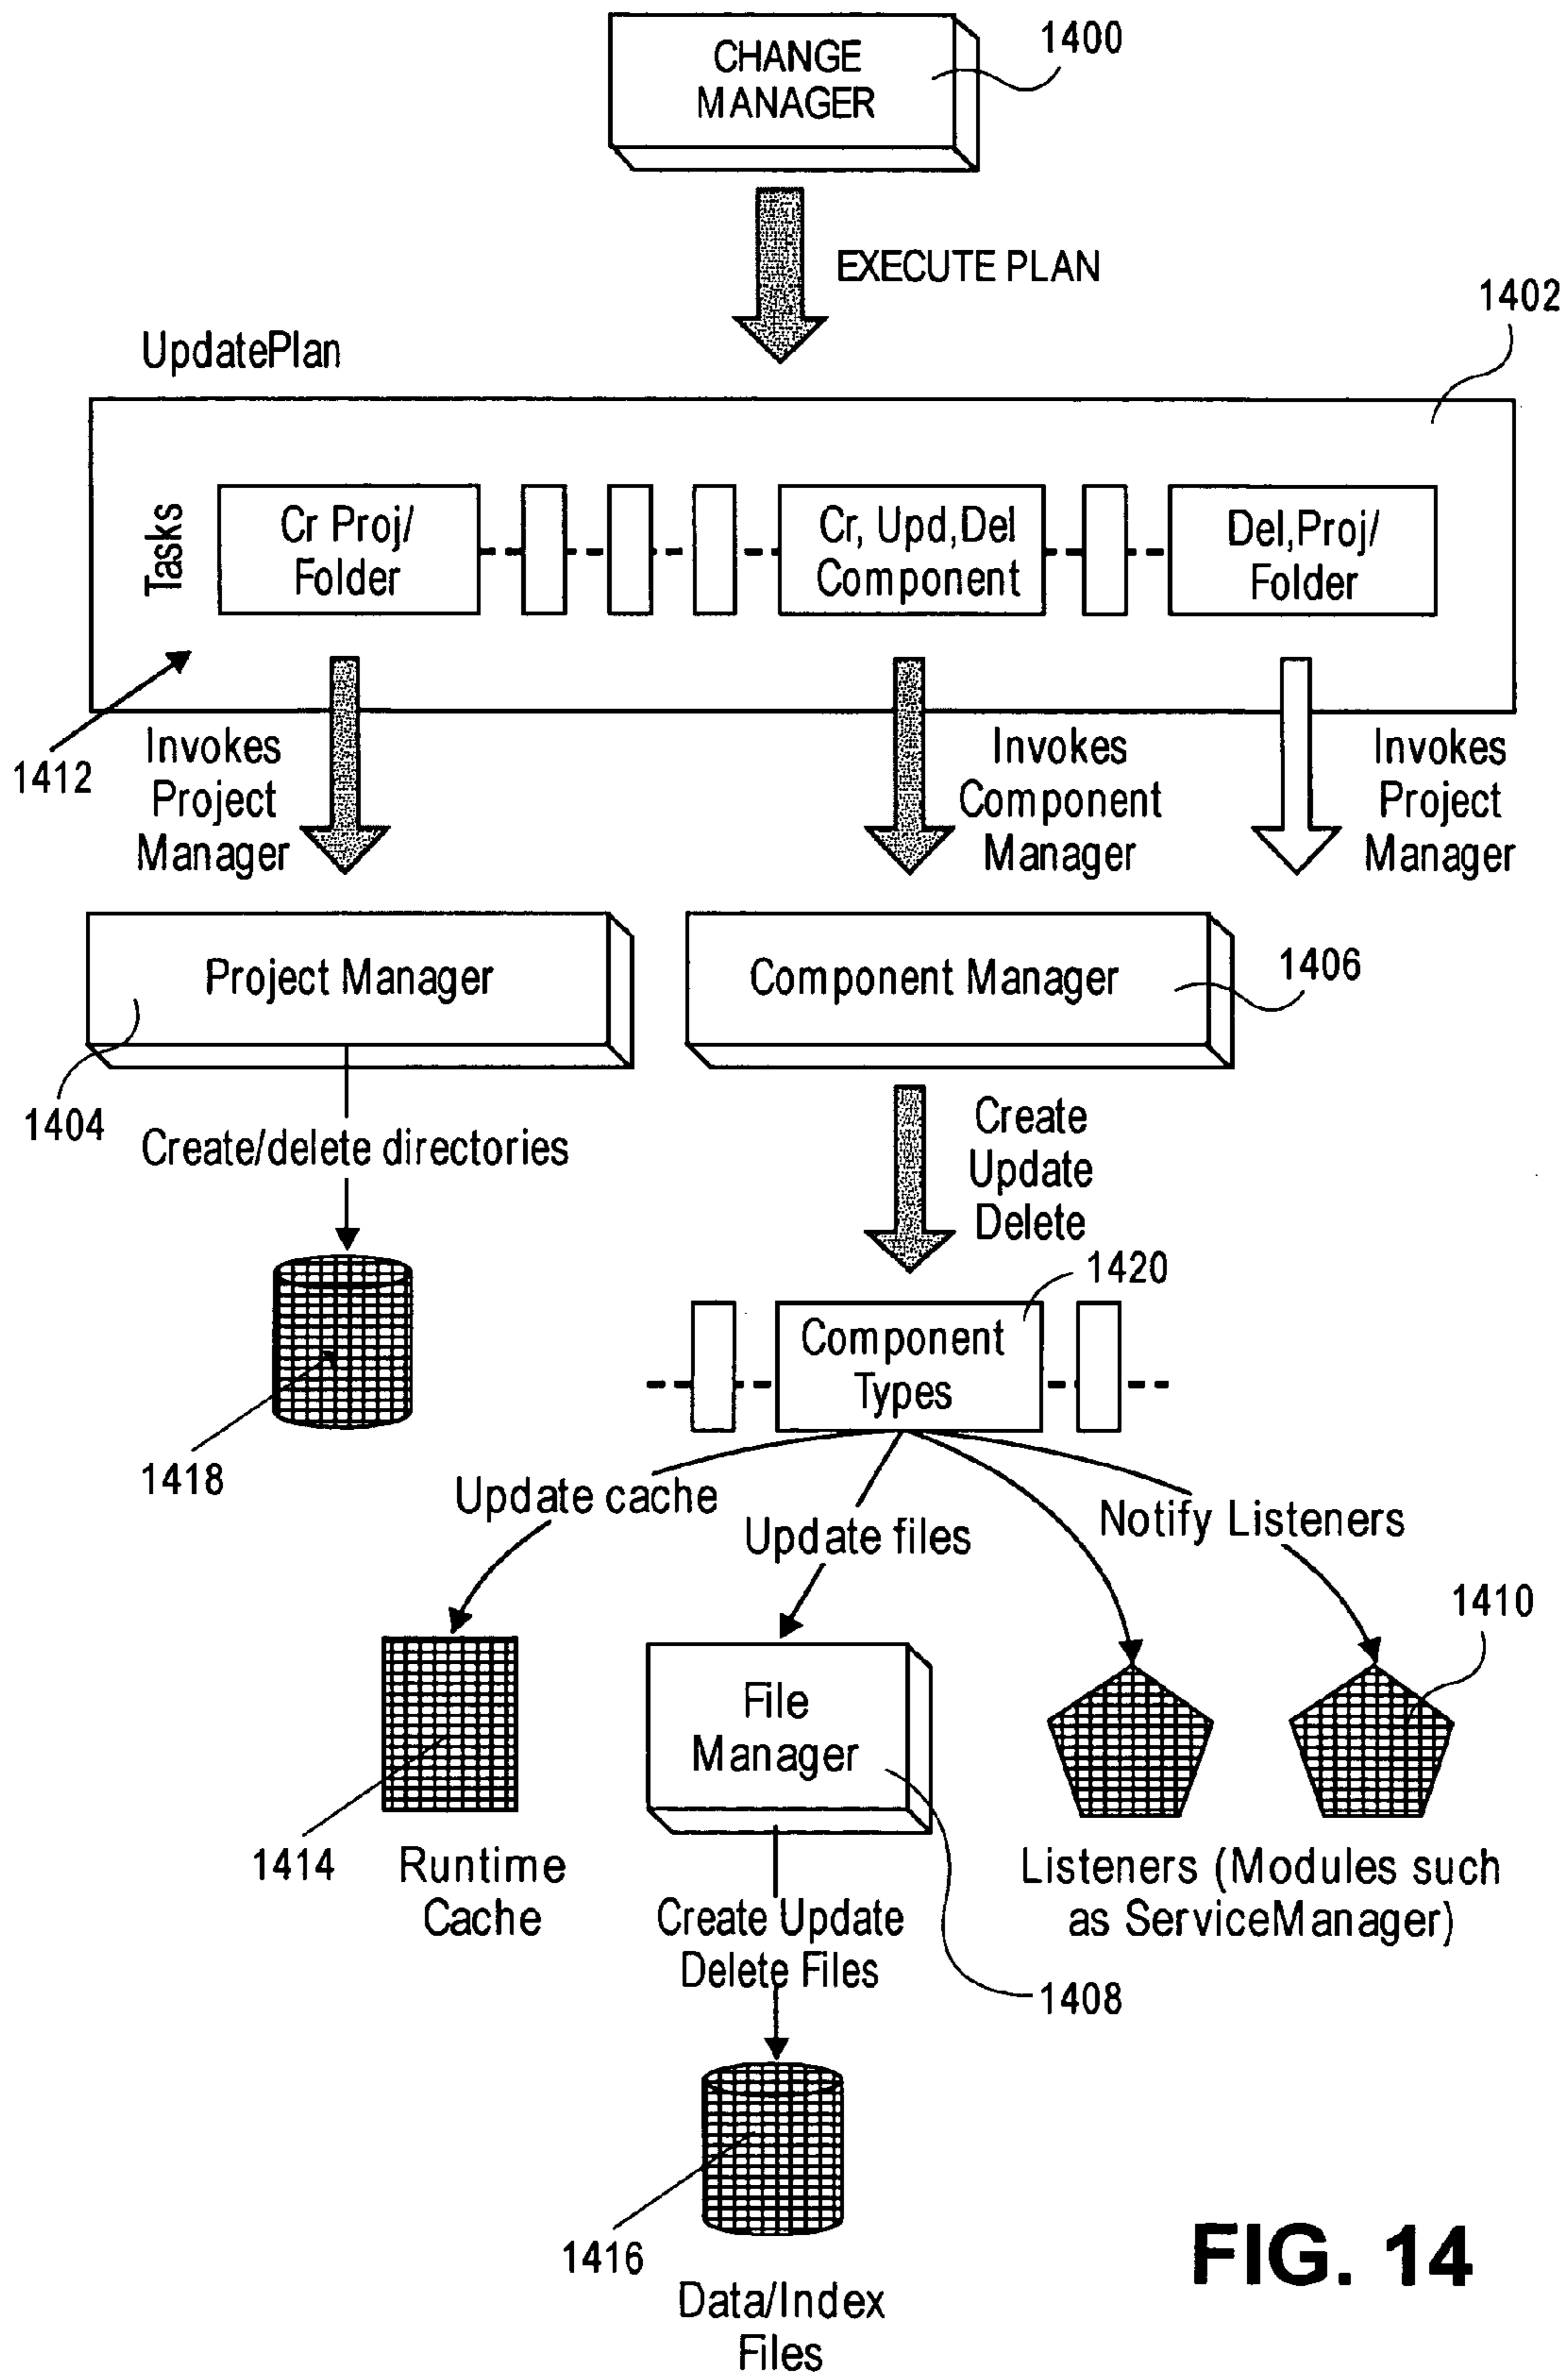 CHANGE
MANAGER
1400
EXECUTE PLAN
1402
UpdatePlan
Tasks
Cr Proj/
Folder
Cr, Upd,Del
Component
Del,Proj/
Folder
1412
Invokes
Project
Manager
Invokes
Component
Manager
Invokes
Project
Manager
Project Manager
Component Manager
1406
1404
Create/delete directories
Create
Update
Delete
1420
Component
Types
1418
Update cache
Update files
Notify Listeners
1410
File
Manager
1414
Runtime
Cache
Create Update
Delete Files
Listeners (Modules such
as ServiceManager)
1408
1416
Data/Index
Files
FIG. 14